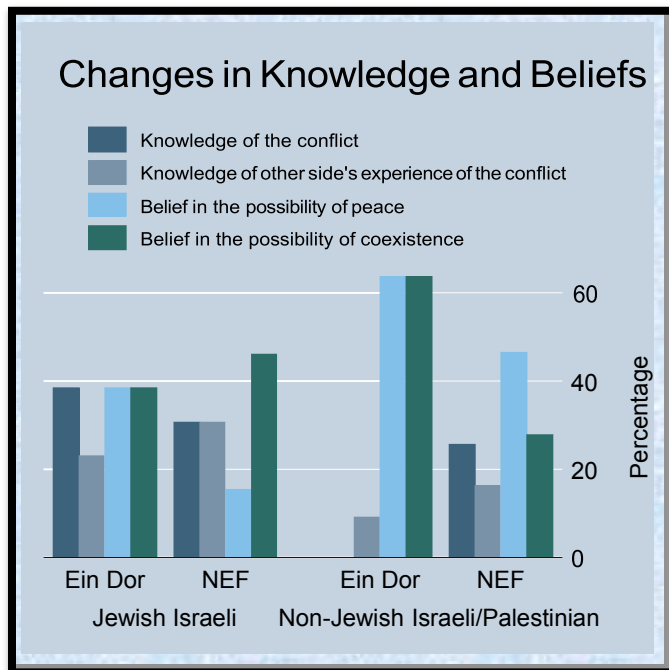 Changes in Knowledge and Beliefs
Knowledge of the conflict
Knowledge of other side's experience of the conflict
Belief in the possibility of peace
Belief in the possibility of coexistence
60
40
20
0
Percentage
Ein Dor NEF Ein Dor NEF
Jewish Israeli Non-Jewish Israeli/Palestinian